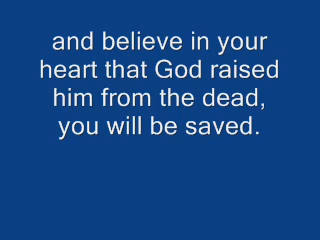 and believe in your
heart that God raised
him from the dead,
you will be saved.